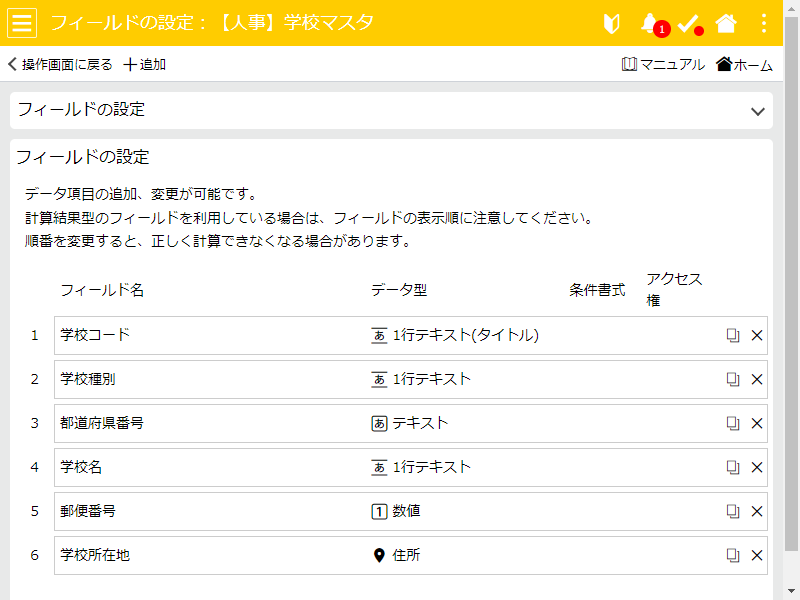 フィールドの設定：【人事】学校マスタ
1
操作画面に戻る 追加 マニュアル ホーム
フィールドの設定
フィールドの設定
データ項目の追加、変更が可能です。
計算結果型のフィールドを利用している場合は、フィールドの表示順に注意してください。
順番を変更すると、正しく計算できなくなる場合があります。
フィールド名 データ型 条件書式 アクセス
権
1 学校コード あ 1行テキスト(タイトル)
2 学校種別 あ 1行テキスト
3 都道府県番号 あ テキスト
4 学校名 あ 1行テキスト
5 郵便番号 1 数値
6 学校所在地 住所